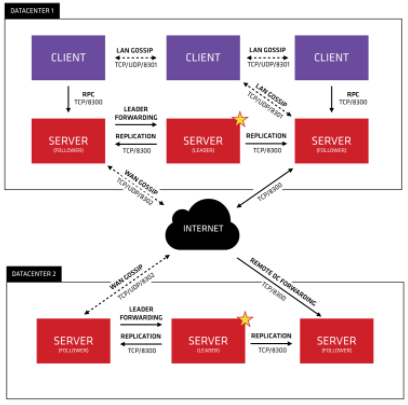 DATACENTER 1
CLIENT
LAN GOSSIP
TCP/UDP/8301
CLIENT
LAN GOSSIP
TCP/UDP/8301
CLIENT
RPC
TCP/8300
LAN GOSSIP
TCP/UDP/8301
RPC
TCP/8300
SERVER
(FOLLOWER)
LEADER
FORWARDING
REPLICATION
TCP/8300
SERVER
(LEADER)
REPLICATION
TCP/8300
SERVER
(FOLLOWER)
WAN GOSSIP
TCP/UDP/8302
TCP/8300
INTERNET
DATACENTER 2
WAN GOSSIP
TCP/UDP/8302
REMOTE DC FORWARDING
TCP/8300
SERVER
(FOLLOWER)
LEADER
FORWARDING
REPLICATION
TCP/8300
SERVER
(LEADER)
REPLICATION
TCP/8300
SERVER
(FOLLOWER)